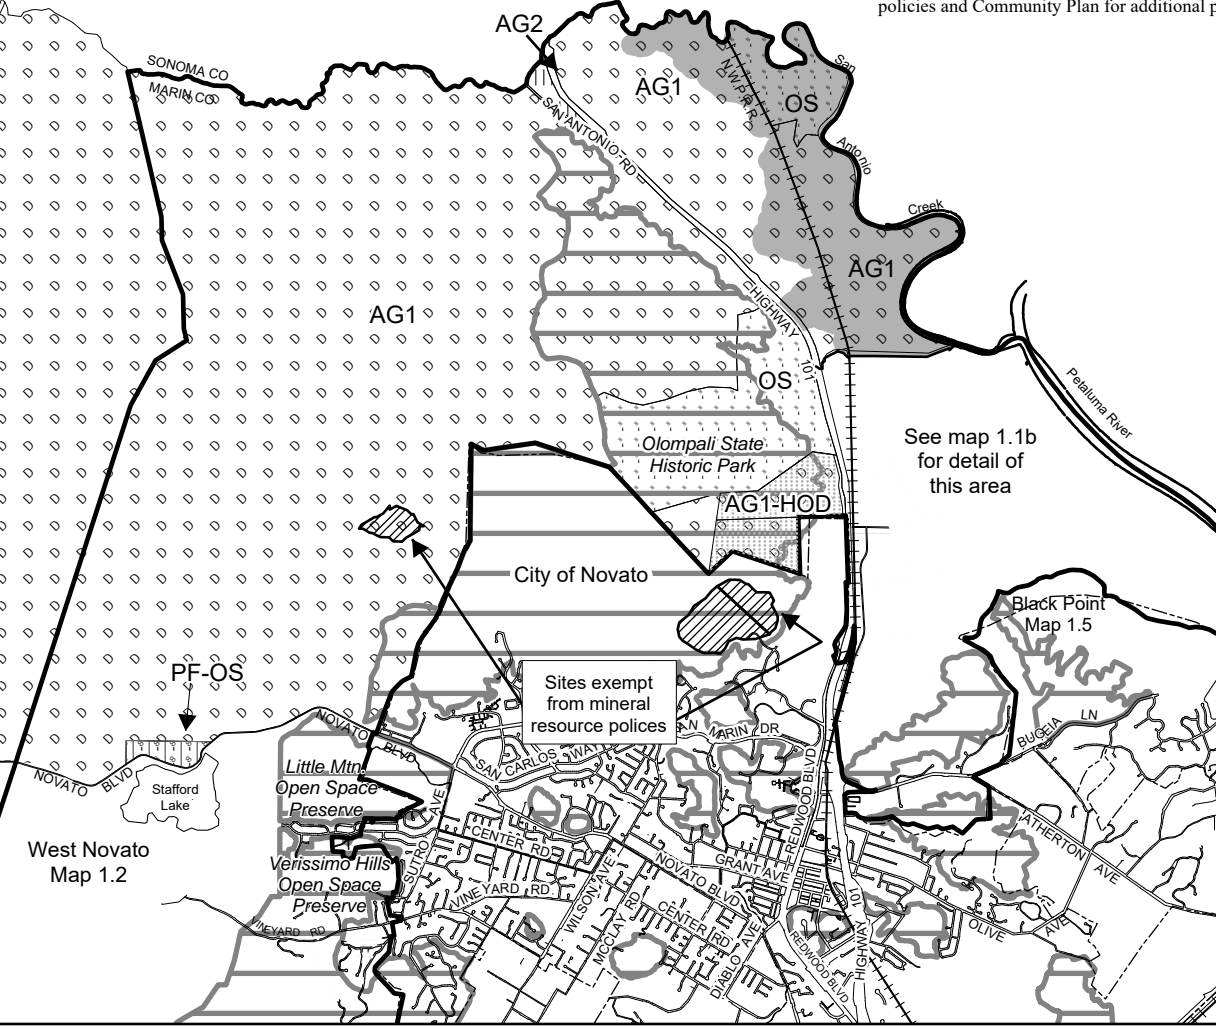 policies and Community Plan for additional p
AG2
SONOMA CO
MARIN CO
AG1
N.W.P.R.R
OS
San
Antonio
Creek
SAN ANTONIO RD
AG1
AG1
HIGHWAY
101
OS
Petaluma River
Olompali State
Historic Park
See map 1.1b
for detail of
this area
AG1-HOD
City of Novato
Black Point
Map 1.5
PF-OS
Sites exempt
from mineral
resource polices
NOVATO
BLVD
SAN CARLOS WAY
AN MARIN DR
BUGEIA LN
NOVATO BLVD
Stafford
Lake
Little Mtn
Open Space
Preserve
AVE
SUTRO
CENTER RD
REDWOOD BLVD
GRANT AVE
ATHERTON
AVE
West Novato
Map 1.2
Verissimo Hills
Open Space
Preserve
VINEYARD RD
VINEYARD RD
WILSON AVE
NOVATO BLVD
MCCLAY RD
CENTER RD
DIABLO AVE
REDWOOD BLVD
HIGHWAY
101
OLIVE
AVE